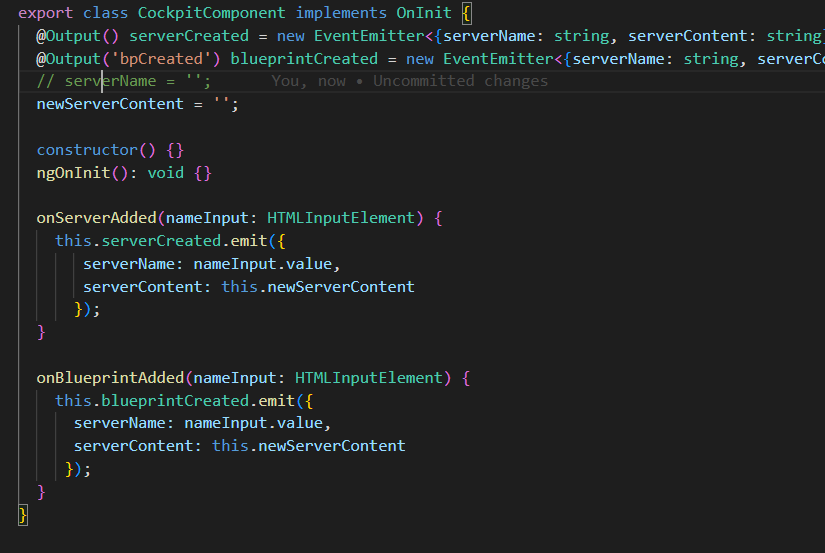 export class CockpitComponent implements OnInit {
@Output() serverCreated = new EventEmitter<{serverName: string, serverContent: string}
@Output('bpCreated') blueprintCreated = new EventEmitter<{serverName: string, serverCo
// serverName = ''; You, now • Uncommitted changes
newServerContent = '';
constructor() {}
ngOnInit(): void {}
onServerAdded(nameInput: HTMLInputElement) {
this.serverCreated.emit({
serverName: nameInput.value,
serverContent: this.newServerContent
});
}
onBlueprintAdded(nameInput: HTMLInputElement) {
this.blueprintCreated.emit({
serverName: nameInput.value,
serverContent: this.newServerContent
});
}
}